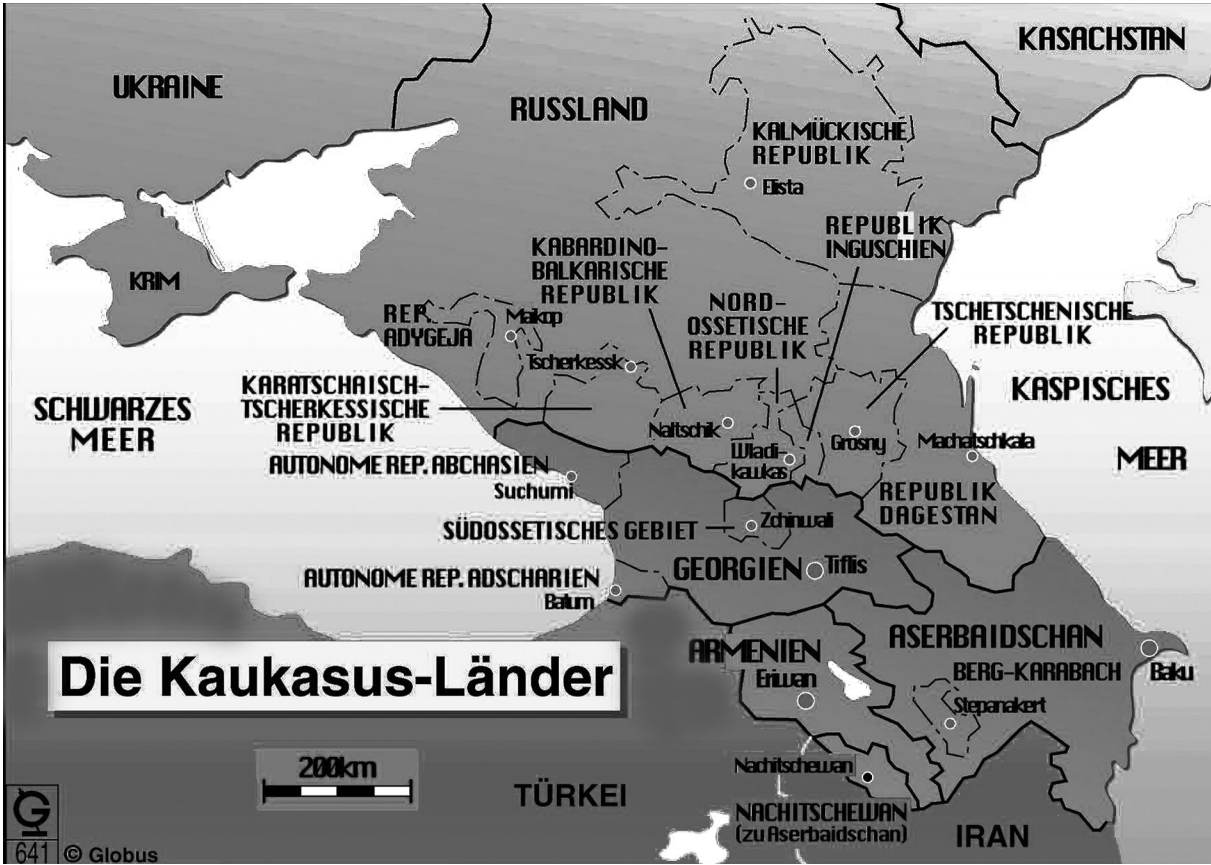 KASACHSTAN
UKRAINE
RUSSLAND
KALMÜCKISCHE
REPUBLIK
Elista
REPUBLIK
INGUSCHIEN
KABARDINO-
BALKARISCHE
REPUBLIK
KRIM
NORD-
OSSETISCHE
REPUBLIK
TSCHETSCHENISCHE
REPUBLIK
REP.
ADYGEJA
Maikop
Tscherkessk
KARATSCHAISCH-
TSCHERKESSISCHE
REPUBLIK
KASPISCHES
MEER
SCHWARZES
MEER
Naltschik
Wladi-
kawkas
Grosny
Machatschkala
AUTONOME REP. ABCHASIEN
Suchumi
REPUBLIK
DAGESTAN
SÜDOSSETISCHES GEBIET
Zchinwali
GEORGIEN
Tiflis
AUTONOME REP. ADSCHARIEN
Batum
ARMENIEN
Eriwan
ASERBAIDSCHAN
BERG-KARABACH
Stepanakert
Baku
Die Kaukasus-Länder
200km
TÜRKEI
Nachitschewan
NACHITSCHEWAN
(zu Aserbaidschan)
IRAN
G
641 © Globus